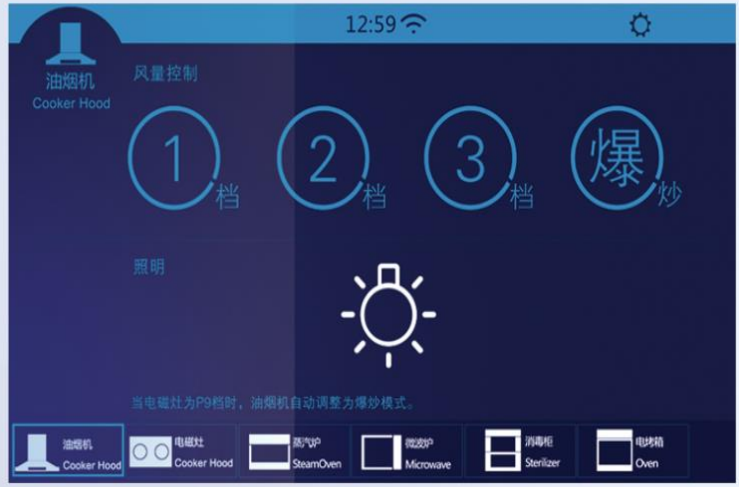 12:59
油烟机
Cooker Hood
风量控制
1档
2档
3档
爆炒
照明
当电磁灶为P9档时，油烟机自动调整为爆炒模式。
油烟机
Cooker Hood
电磁灶
Cooker Hood
蒸汽炉
SteamOven
微波炉
Microwave
消毒柜
Sterilizer
电烤箱
Oven